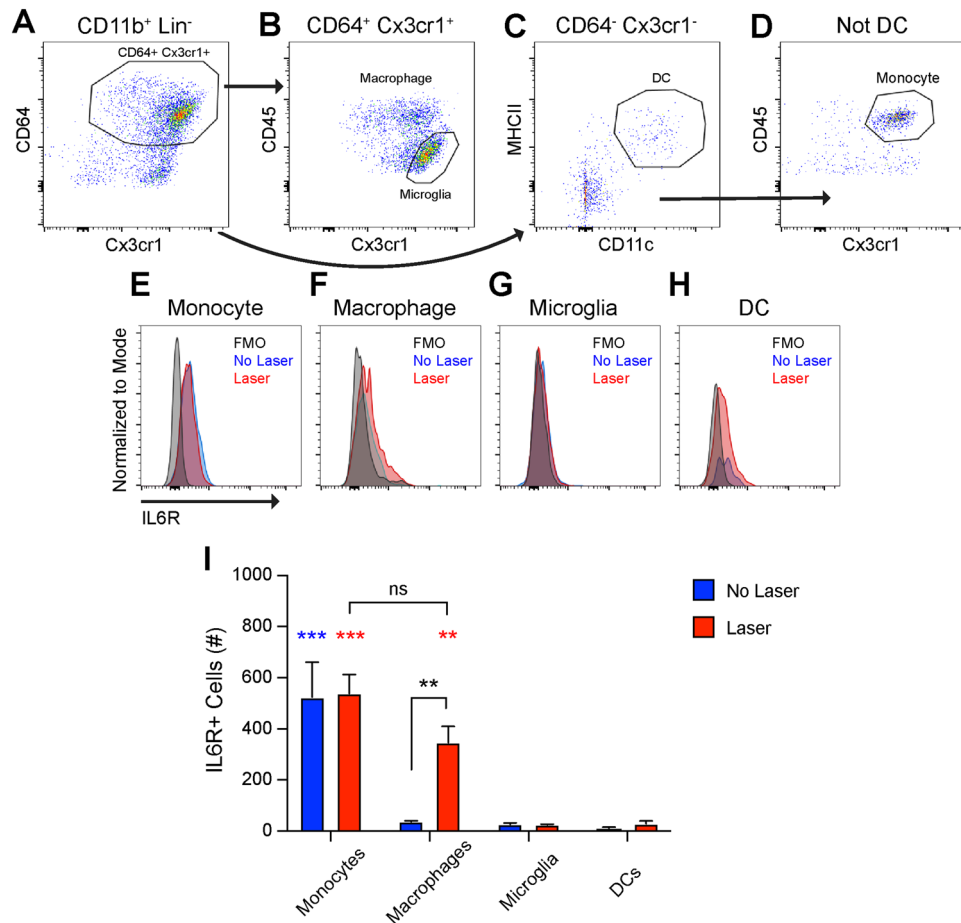 A
CD11b⁺ Lin⁻
CD64+ Cx3cr1+
CD64
Cx3cr1
B
CD64⁺ Cx3cr1⁺
Macrophage
Microglia
CD45
Cx3cr1
C
CD64⁻ Cx3cr1⁻
DC
MHCII
CD11c
D
Not DC
Monocyte
CD45
Cx3cr1
E
Monocyte
FMO
No Laser
Laser
Normalized to Mode
IL6R
F
Macrophage
FMO
No Laser
Laser
G
Microglia
FMO
No Laser
Laser
H
DC
FMO
No Laser
Laser
I
1000
800
600
400
200
0
IL6R+ Cells (#)
ns
*** *** **
**
Monocytes
Macrophages
Microglia
DCs
No Laser
Laser